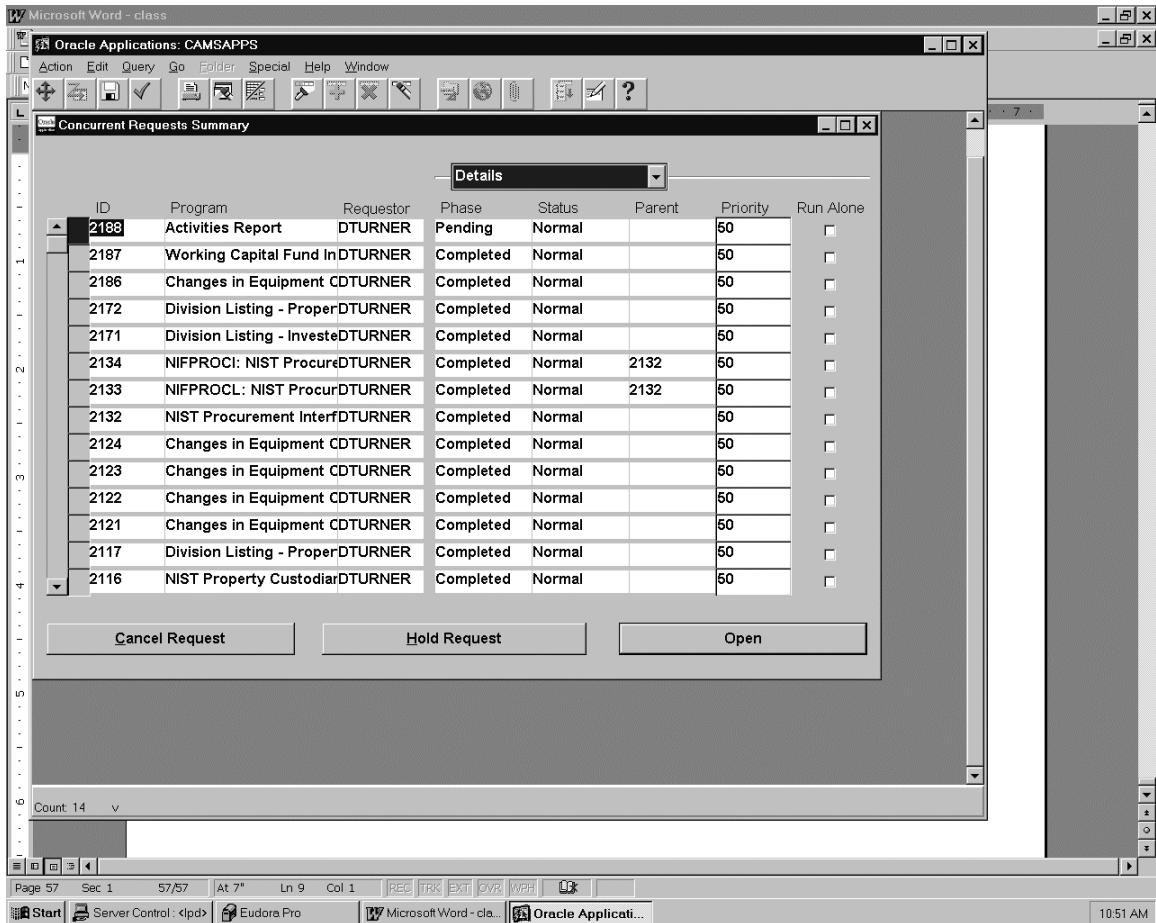 Microsoft Word - class
Oracle Applications: CAMSAPPS
Action Edit Query Go Folder Special Help Window
Concurrent Requests Summary
7
Details
ID Program Requestor Phase Status Parent Priority Run Alone
2188 Activities Report DTURNER Pending Normal 50
2187 Working Capital Fund In DTURNER Completed Normal 50
2186 Changes in Equipment C DTURNER Completed Normal 50
2172 Division Listing - Proper DTURNER Completed Normal 50
2171 Division Listing - Investe DTURNER Completed Normal 50
2134 NIFPROCI: NIST Procure DTURNER Completed Normal 2132 50
2133 NIFPROCL: NIST Procur DTURNER Completed Normal 2132 50
2132 NIST Procurement Interf DTURNER Completed Normal 50
2124 Changes in Equipment C DTURNER Completed Normal 50
2123 Changes in Equipment C DTURNER Completed Normal 50
2122 Changes in Equipment C DTURNER Completed Normal 50
2121 Changes in Equipment C DTURNER Completed Normal 50
2117 Division Listing - Proper DTURNER Completed Normal 50
2116 NIST Property Custodian DTURNER Completed Normal 50
Cancel Request Hold Request Open
1
2
3
4
5
6
Count: 14 v
Page 57 Sec 1 57/57 At 7" Ln 9 Col 1 REC TRK EXT OVR WPH
Start Server Control : <lpd> Eudora Pro Microsoft Word - cla... Oracle Applicati... 10:51 AM